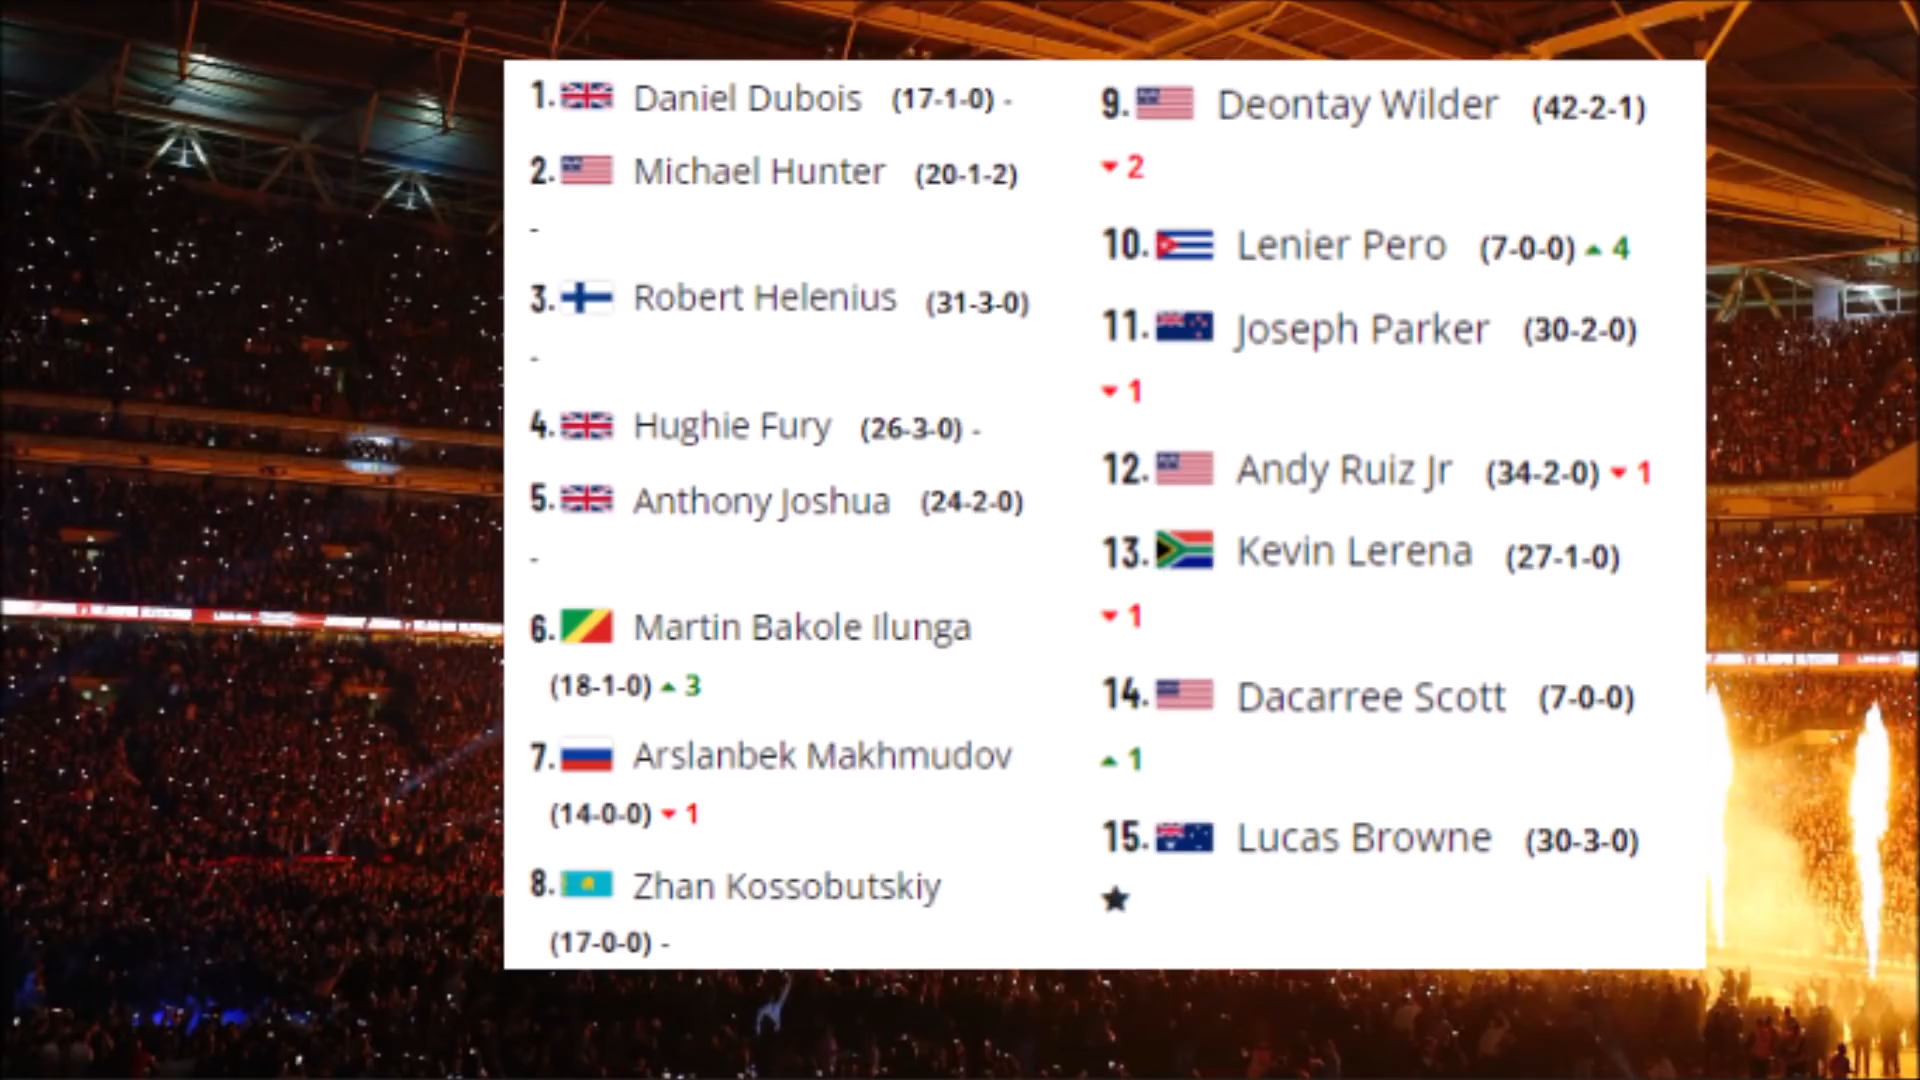 1. Daniel Dubois (17-1-0) -
2. Michael Hunter (20-1-2)
-
3. Robert Helenius (31-3-0)
-
4. Hughie Fury (26-3-0) -
5. Anthony Joshua (24-2-0)
-
6. Martin Bakole Ilunga
(18-1-0) ▲ 3
7. Arslanbek Makhmudov
(14-0-0) ▼ 1
8. Zhan Kossobutskiy
(17-0-0) -
9. Deontay Wilder (42-2-1)
▼ 2
10. Lenier Pero (7-0-0) ▲ 4
11. Joseph Parker (30-2-0)
▼ 1
12. Andy Ruiz Jr (34-2-0) ▼ 1
13. Kevin Lerena (27-1-0)
▼ 1
14. Dacarree Scott (7-0-0)
▲ 1
15. Lucas Browne (30-3-0)
★